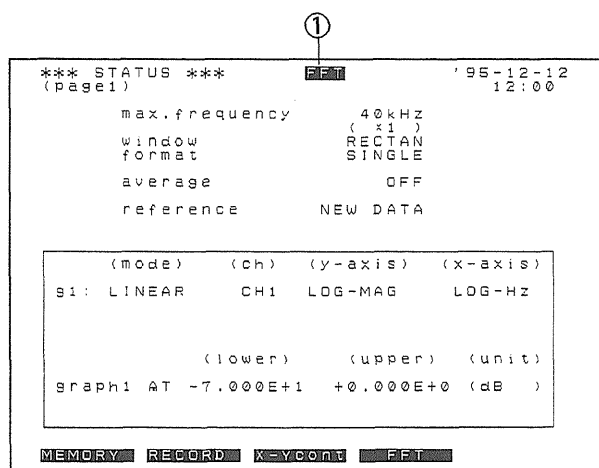 ①
*** STATUS *** FFT '95-12-12
(page1) 12:00
max.frequency 40kHz
( ×1 )
window RECTAN
format SINGLE
average OFF
reference NEW DATA
(mode) (ch) (y-axis) (x-axis)
g1: LINEAR CH1 LOG-MAG LOG-Hz
(lower) (upper) (unit)
graph1 AT -7.000E+1 +0.000E+0 (dB )
MEMORY RECORD X-Ycont FFT